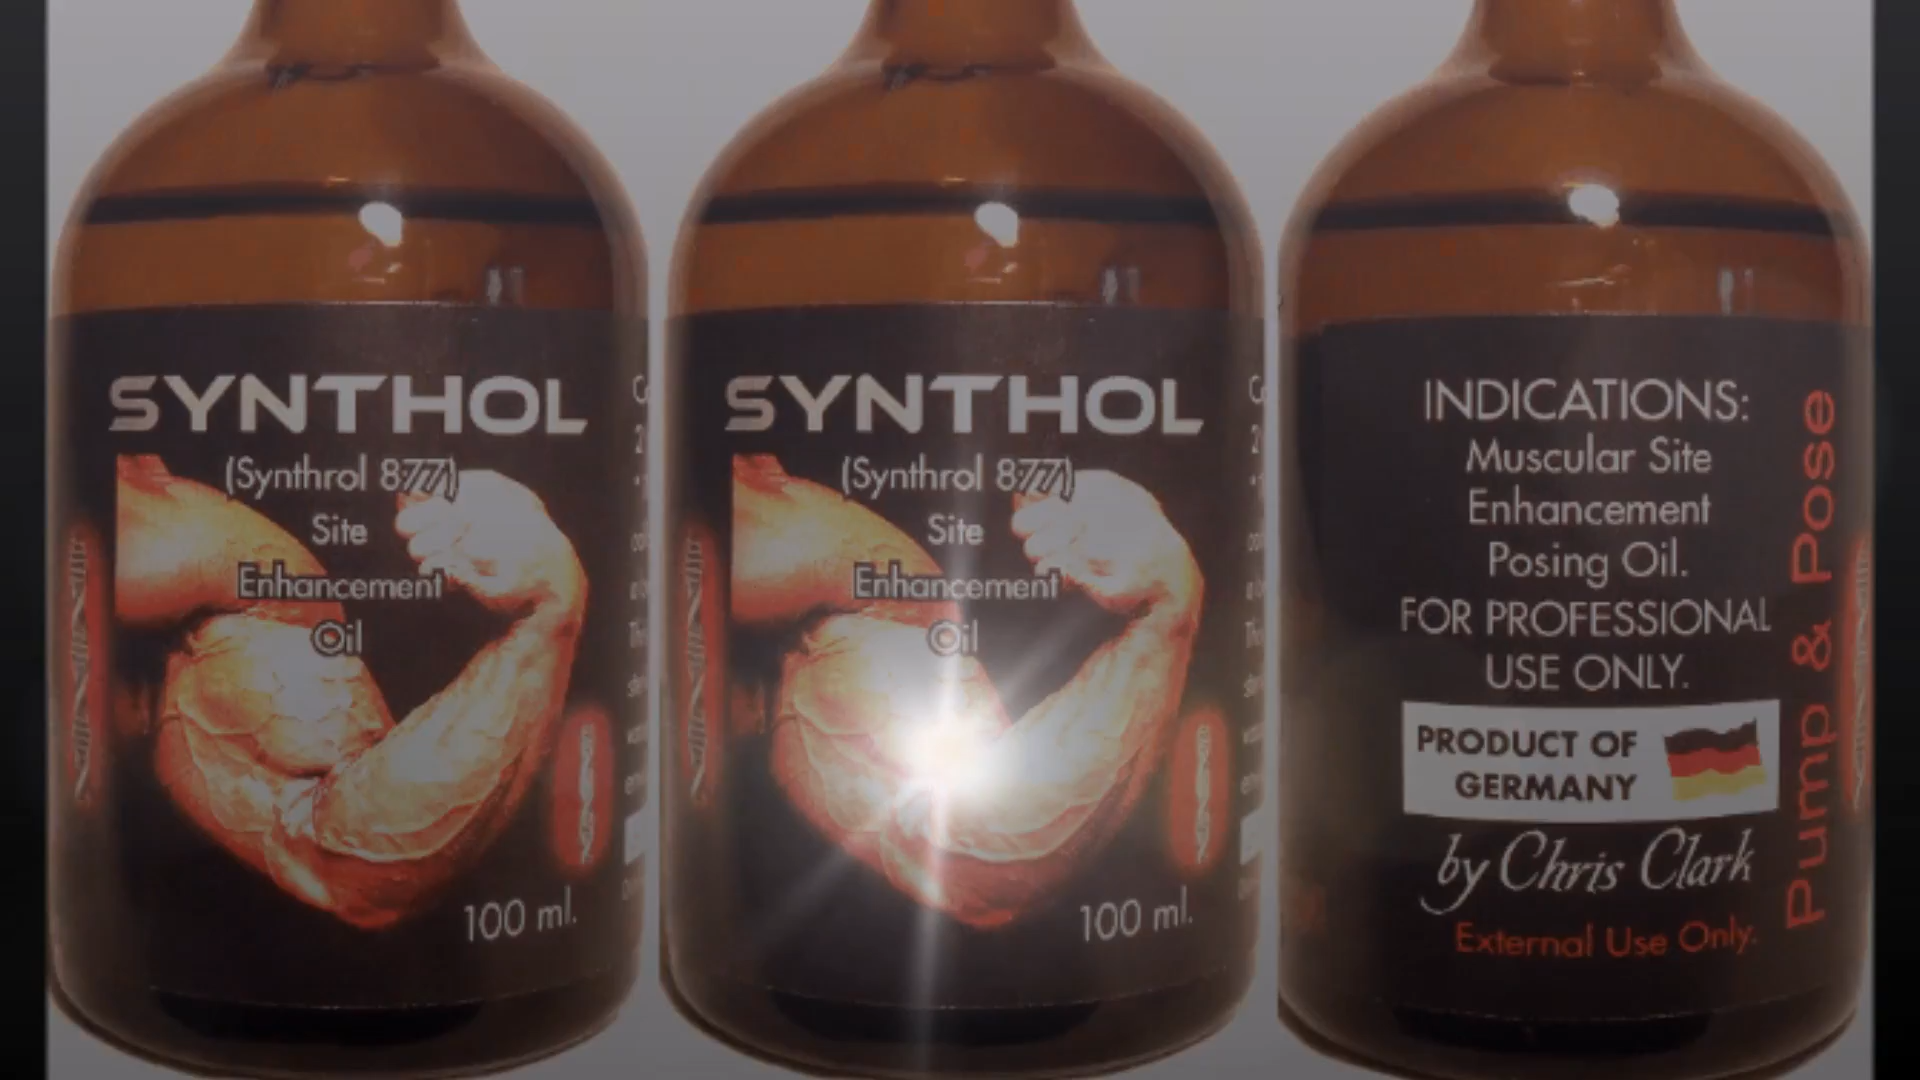 SYNTHOL
(Synthrol 877)
Site
Enhancement
Oil
100 ml.
SYNTHOL
(Synthrol 877)
Site
Enhancement
Oil
100 ml.
INDICATIONS:
Muscular Site
Enhancement
Posing Oil.
FOR PROFESSIONAL
USE ONLY.
PRODUCT OF
GERMANY
by Chris Clark
External Use Only.
Pump & Pose